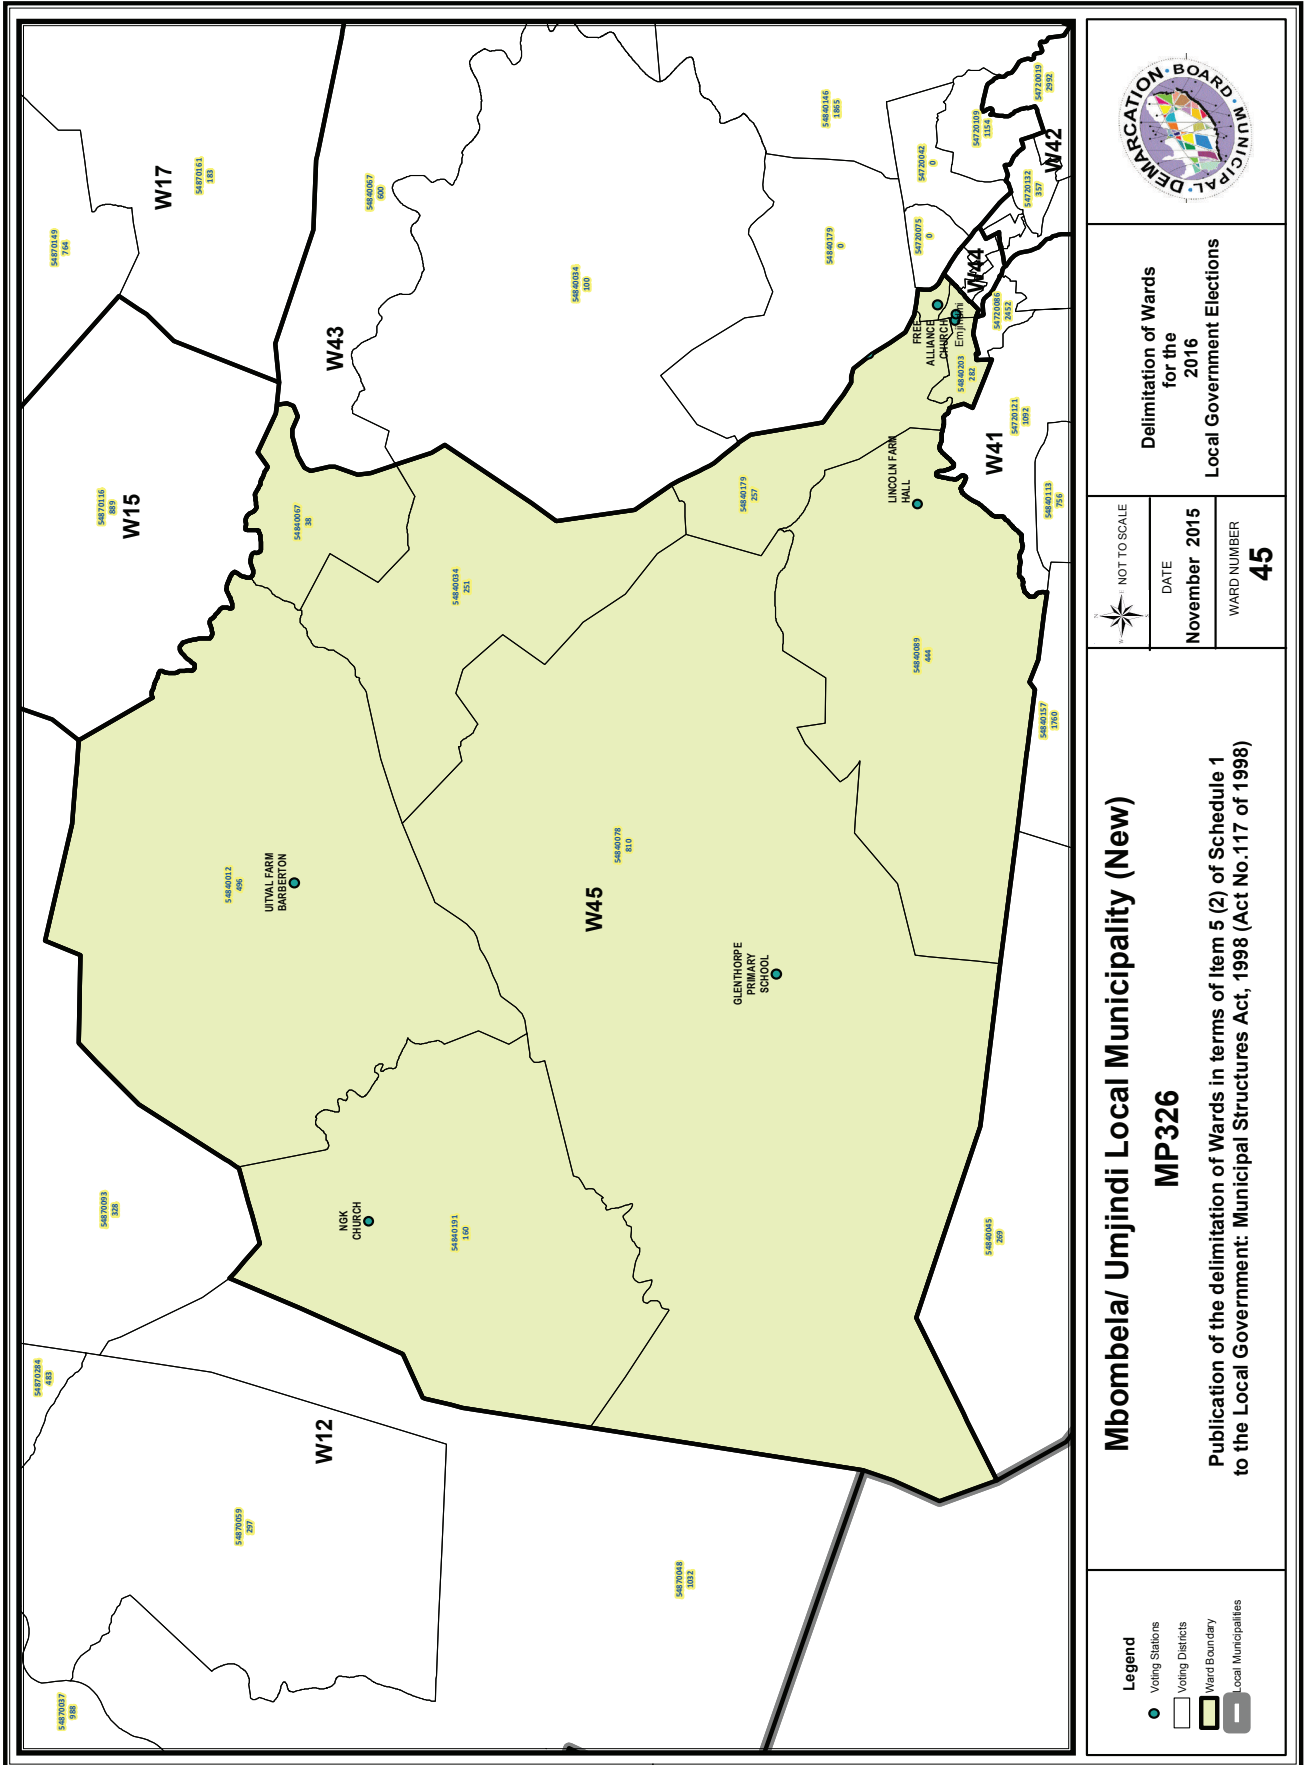 54870149
764
W17
54870161
183
54840067
600
W43
54840034
100
54840146
1865
54840179
0
54720042
0
54720075
0
54720109
1154
54720019
2992
W42
54720132
357
W44
54720086
2452
FREE
ALLIANCE
CHURCH
Emjindini
54840203
282
54720121
1092
W41
54840113
756
54870116
889
W15
54840067
38
54840034
251
54840179
257
LINCOLN FARM
HALL
54840089
444
54840157
1760
54840012
496
UITVAL FARM
BARBERTON
54840078
810
W45
GLENTHORPE
PRIMARY
SCHOOL
54870093
328
NGK
CHURCH
54840191
160
54840045
269
54870284
483
W12
54870059
297
54870048
1032
54870037
988
MUNICIPAL • DEMARCATION • BOARD •
Delimitation of Wards
for the
2016
Local Government Elections
NOT TO SCALE
DATE
November 2015
WARD NUMBER
45
Mbombela/ Umjindi Local Municipality (New)
MP326
Publication of the delimitation of Wards in terms of Item 5 (2) of Schedule 1
to the Local Government: Municipal Structures Act, 1998 (Act No.117 of 1998)
Legend
Voting Stations
Voting Districts
Ward Boundary
Local Municipalities